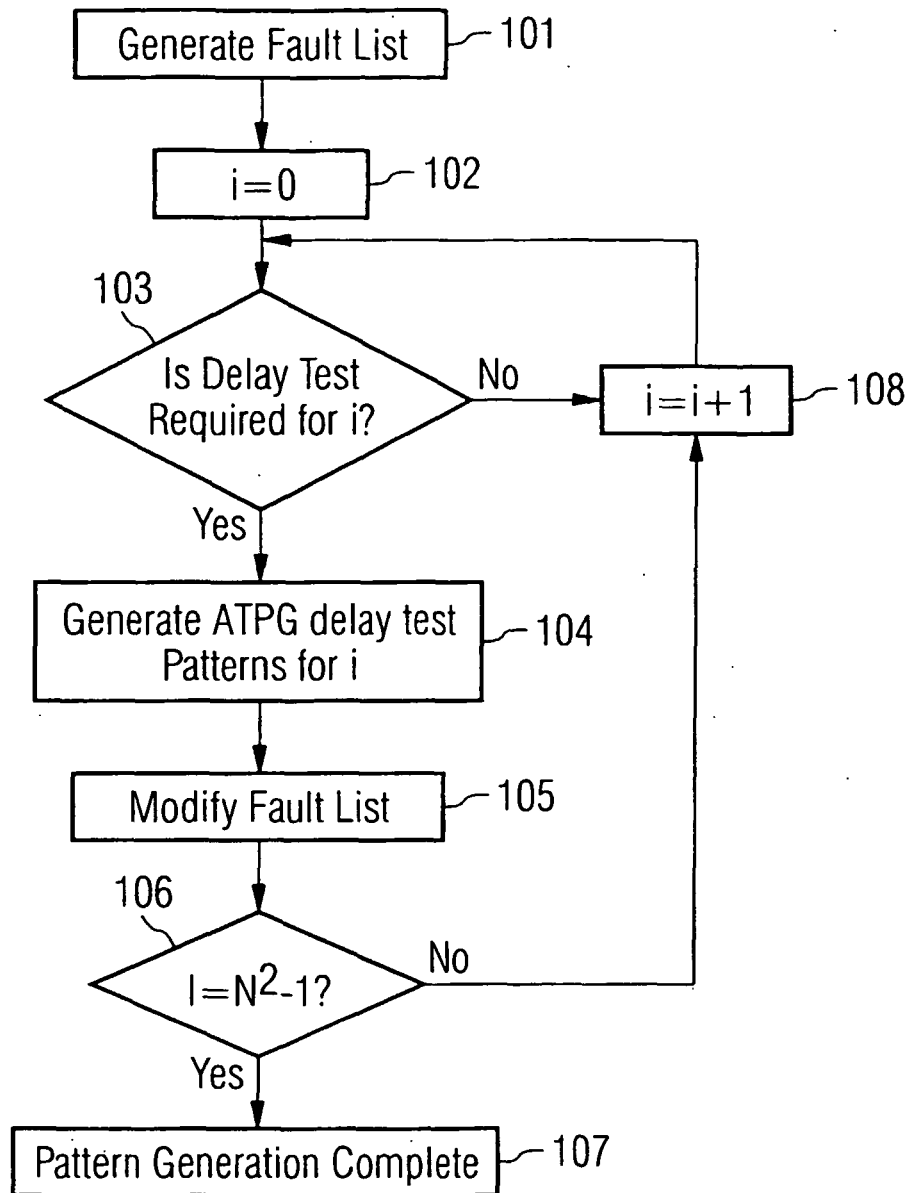 Generate Fault List
101
i=0
102
103
Is Delay Test
Required for i?
No
i=i+1
108
Yes
Generate ATPG delay test
Patterns for i
104
Modify Fault List
105
106
I=N²-1?
No
Yes
Pattern Generation Complete
107